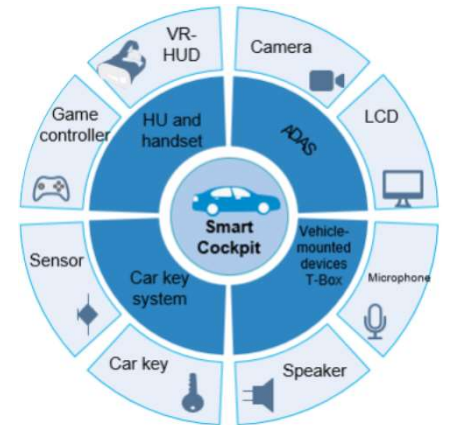 VR-
HUD
Camera
Game
controller
HU and
handset
ADAS
LCD
Smart
Cockpit
Sensor
Car key
system
Vehicle-
mounted
devices
T-Box
Microphone
Car key
Speaker